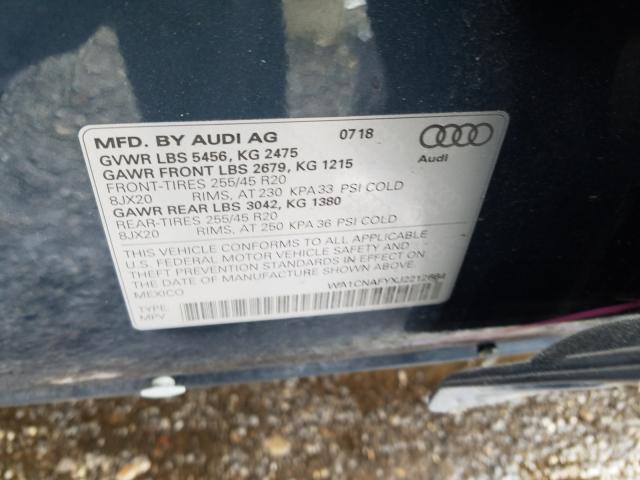 MFD. BY AUDI AG 0718
GVWR LBS 5456, KG 2475
GAWR FRONT LBS 2679, KG 1215
FRONT-TIRES 255/45 R20
8JX20 RIMS, AT 230 KPA 33 PSI COLD
GAWR REAR LBS 3042, KG 1380
REAR-TIRES 255/45 R20
8JX20 RIMS, AT 250 KPA 36 PSI COLD
Audi
THIS VEHICLE CONFORMS TO ALL APPLICABLE
U.S. FEDERAL MOTOR VEHICLE SAFETY AND
THEFT PREVENTION STANDARDS IN EFFECT ON
THE DATE OF MANUFACTURE SHOWN ABOVE.
MEXICO
TYPE:
MPV